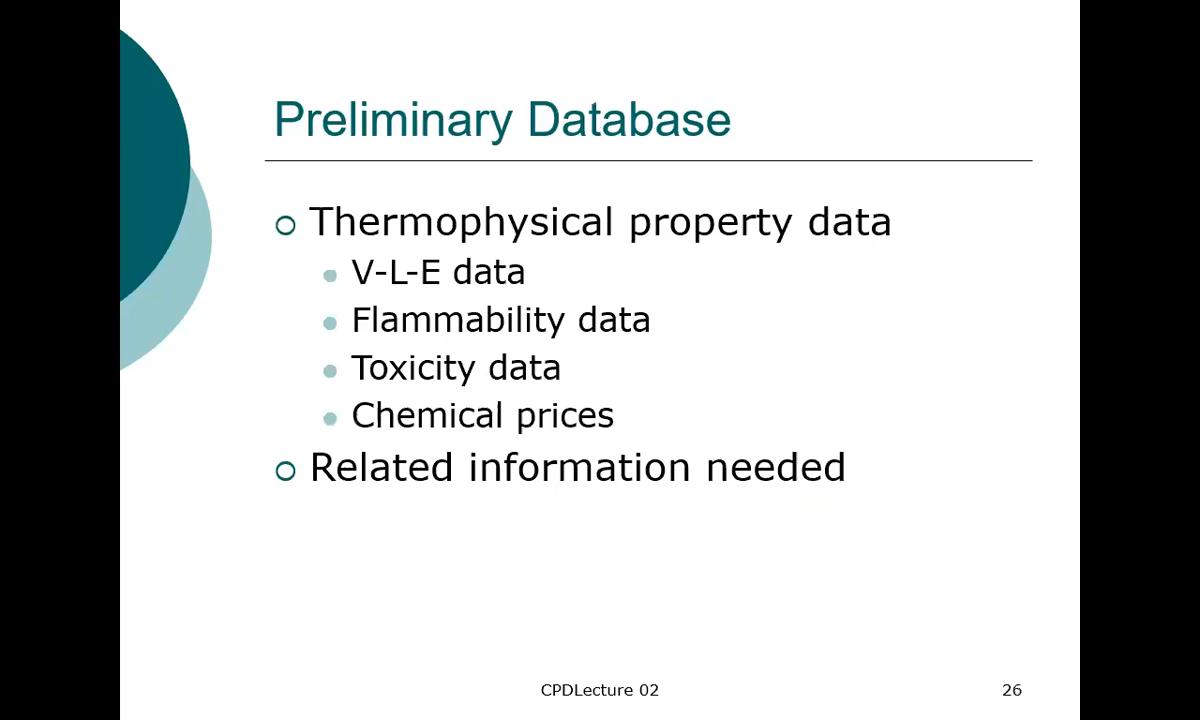 Preliminary Database
Thermophysical property data
V-L-E data
Flammability data
Toxicity data
Chemical prices
Related information needed
CPDLecture 02
26